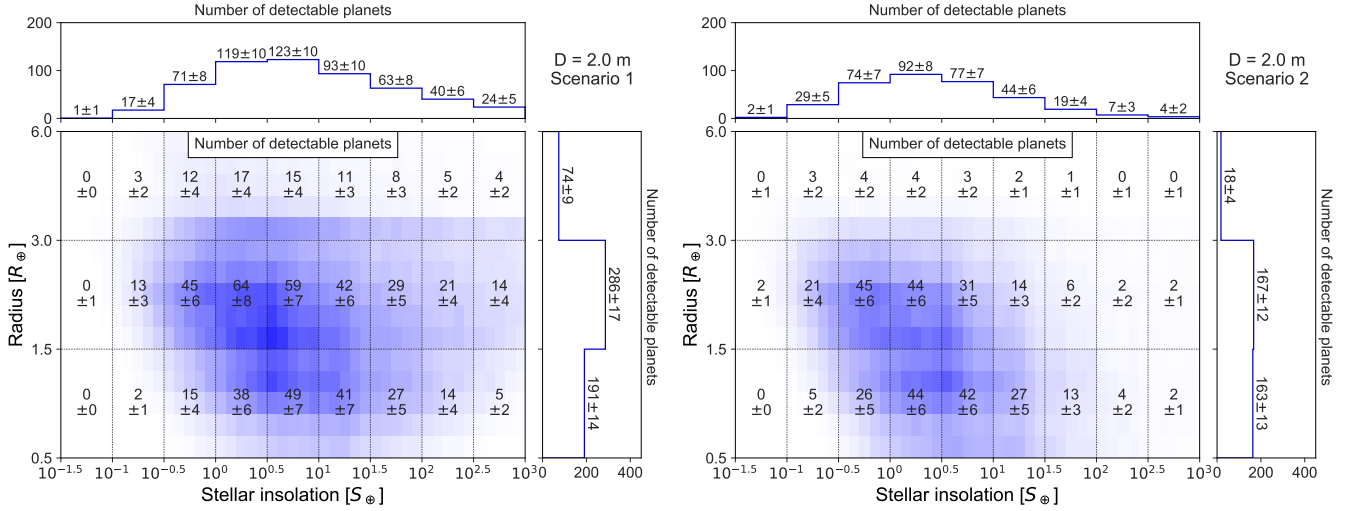 Number of detectable planets
200
100
0
1±1
17±4
71±8
119±10
123±10
93±10
63±8
40±6
24±5
D = 2.0 m
Scenario 1
Number of detectable planets
6.0
3.0
1.5
0.5
Radius [R⊕]
0 3 12 17 15 11 8 5 4
±0 ±2 ±4 ±4 ±4 ±3 ±3 ±2 ±2
0 13 45 64 59 42 29 21 14
±1 ±3 ±6 ±8 ±7 ±6 ±5 ±4 ±4
0 2 15 38 49 41 27 14 5
±0 ±1 ±4 ±6 ±7 ±7 ±5 ±4 ±2
10^−1.5 10^−1 10^−0.5 10^0 10^0.5 10^1 10^1.5 10^2 10^2.5 10^3
Stellar insolation [S⊕]
74±9
286±17
191±14
0 200 400
Number of detectable planets
Number of detectable planets
200
100
0
2±1
29±5
74±7
92±8
77±7
44±6
19±4
7±3
4±2
D = 2.0 m
Scenario 2
Number of detectable planets
6.0
3.0
1.5
0.5
Radius [R⊕]
0 3 4 4 3 2 1 0 0
±1 ±2 ±2 ±2 ±2 ±1 ±1 ±1 ±1
2 21 45 44 31 14 6 2 2
±1 ±4 ±6 ±6 ±5 ±3 ±2 ±2 ±1
0 5 26 44 42 27 13 4 2
±0 ±2 ±5 ±6 ±6 ±5 ±3 ±2 ±1
10^−1.5 10^−1 10^−0.5 10^0 10^0.5 10^1 10^1.5 10^2 10^2.5 10^3
Stellar insolation [S⊕]
18±4
167±12
163±13
0 200 400
Number of detectable planets